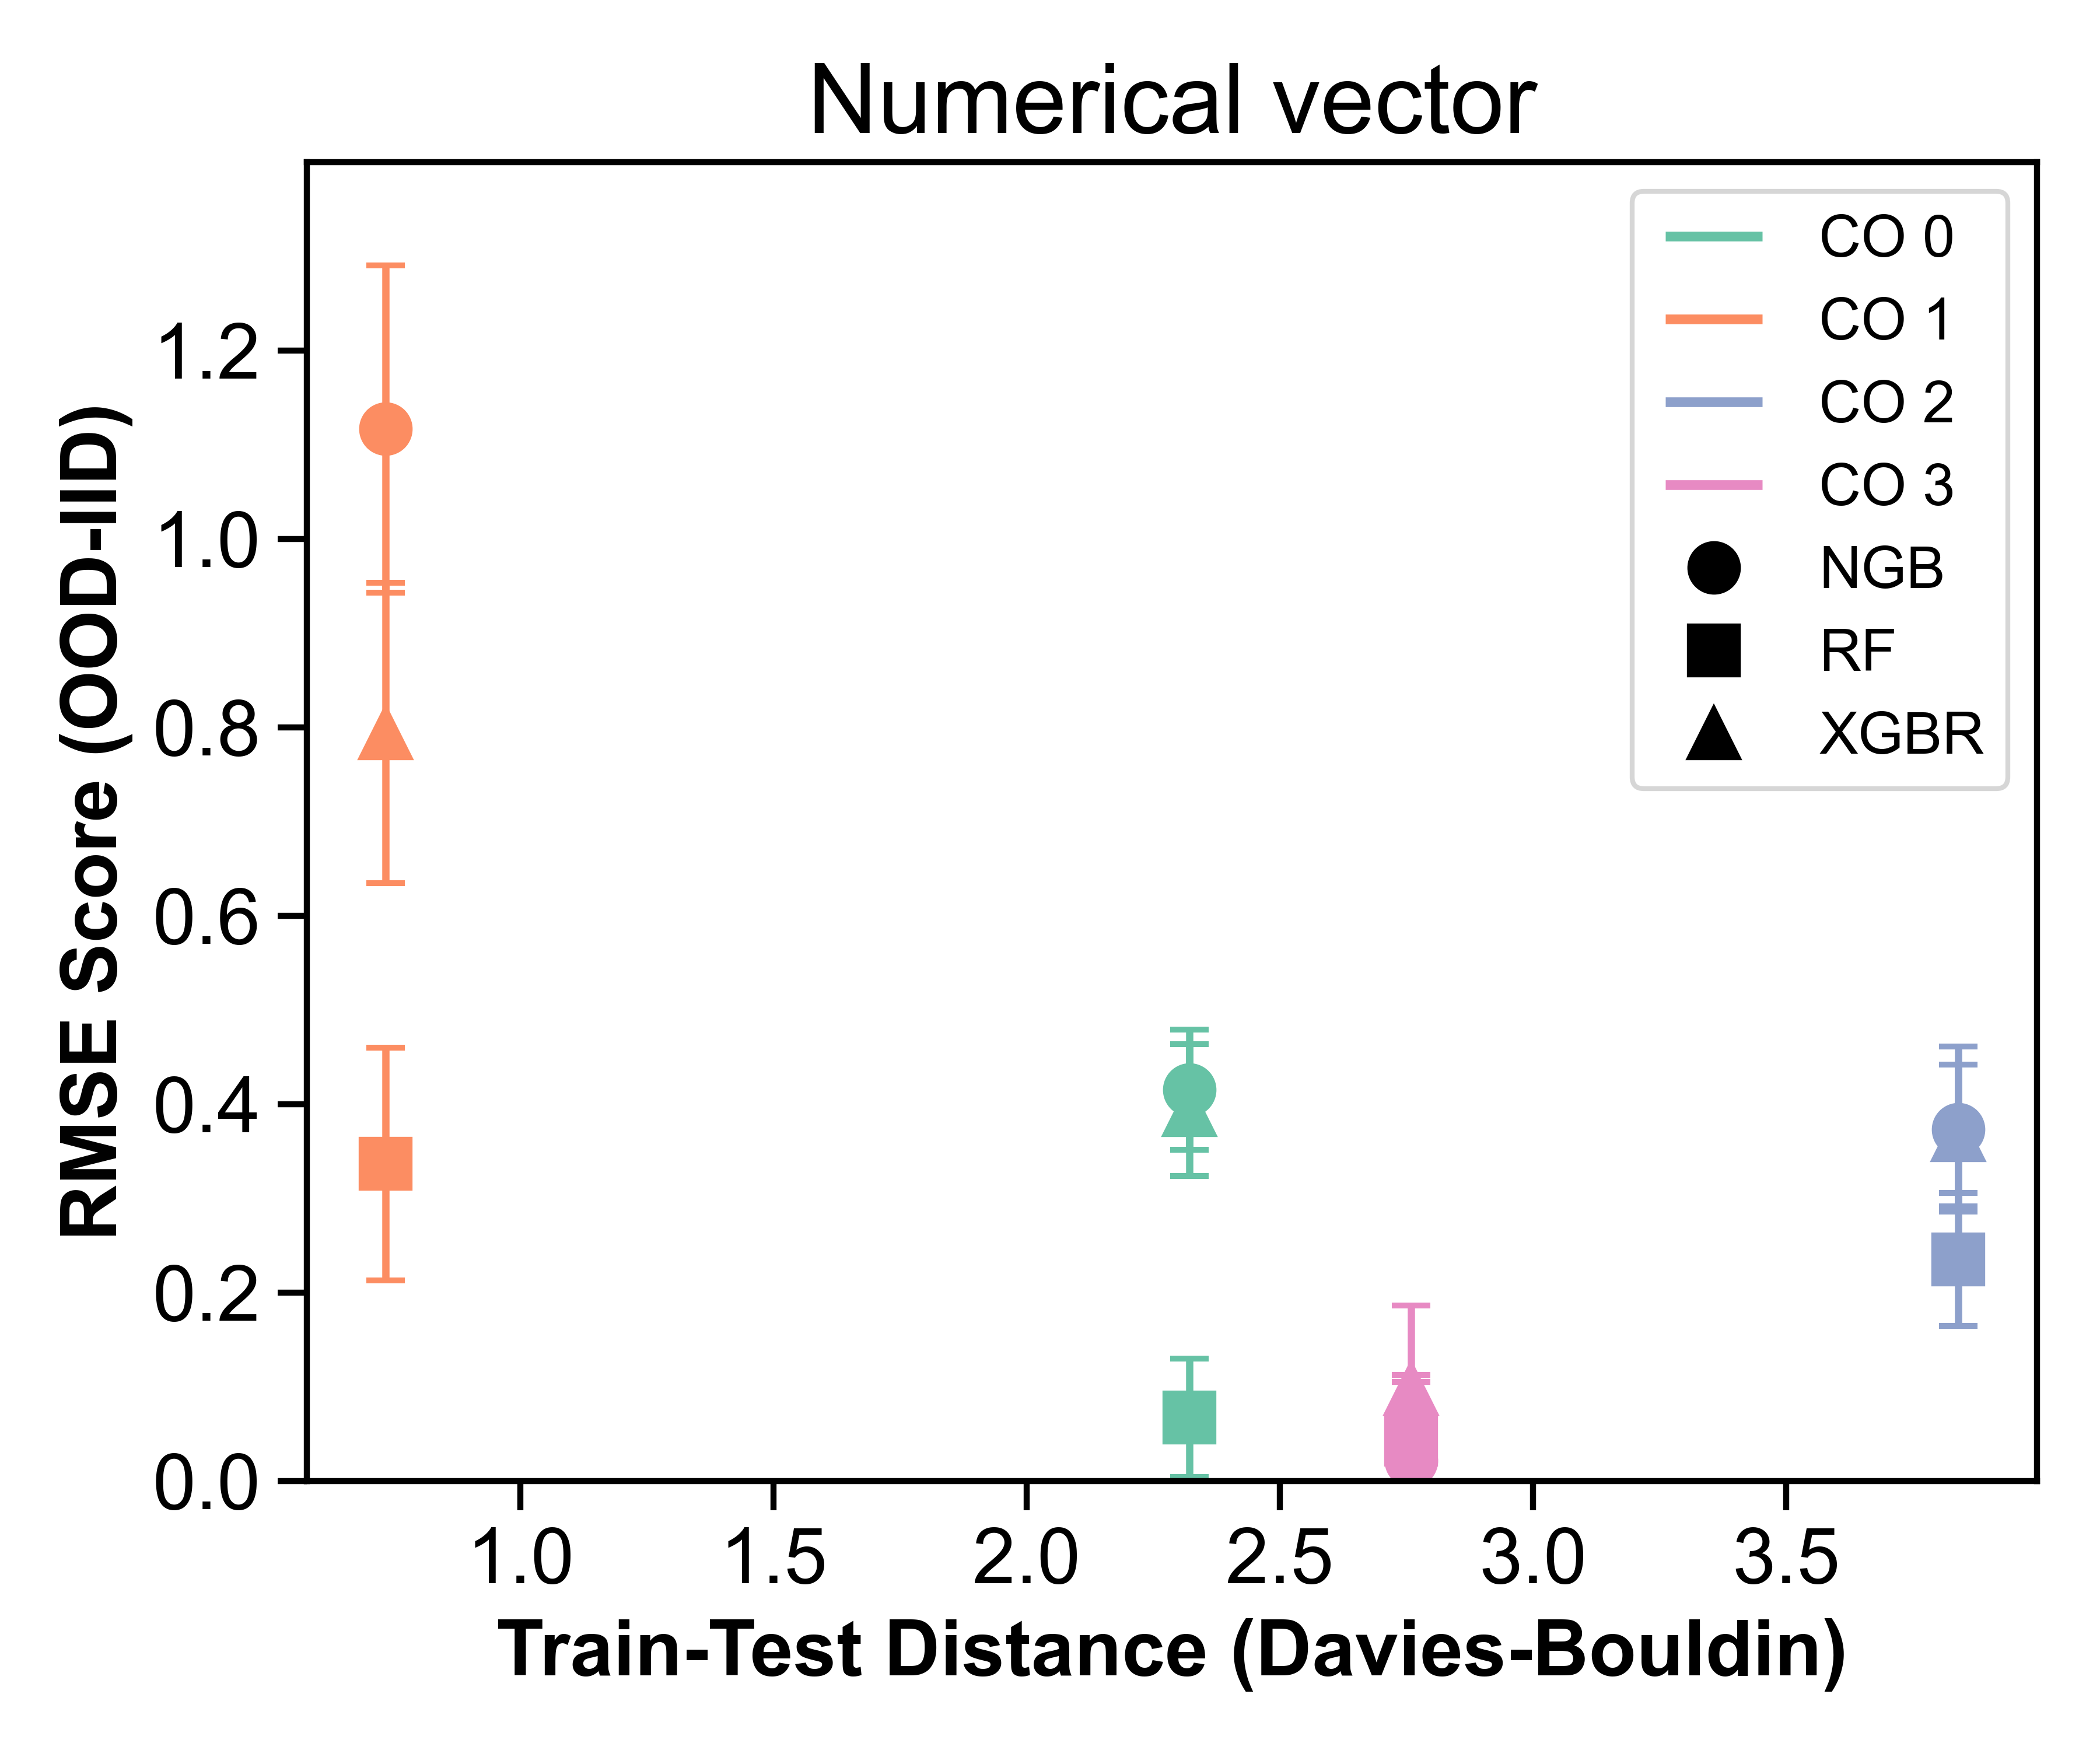 Numerical vector
RMSE Score (OOD-IID)
1.2
1.0
0.8
0.6
0.4
0.2
0.0
CO 0
CO 1
CO 2
CO 3
NGB
RF
XGBR
1.0 1.5 2.0 2.5 3.0 3.5
Train-Test Distance (Davies-Bouldin)